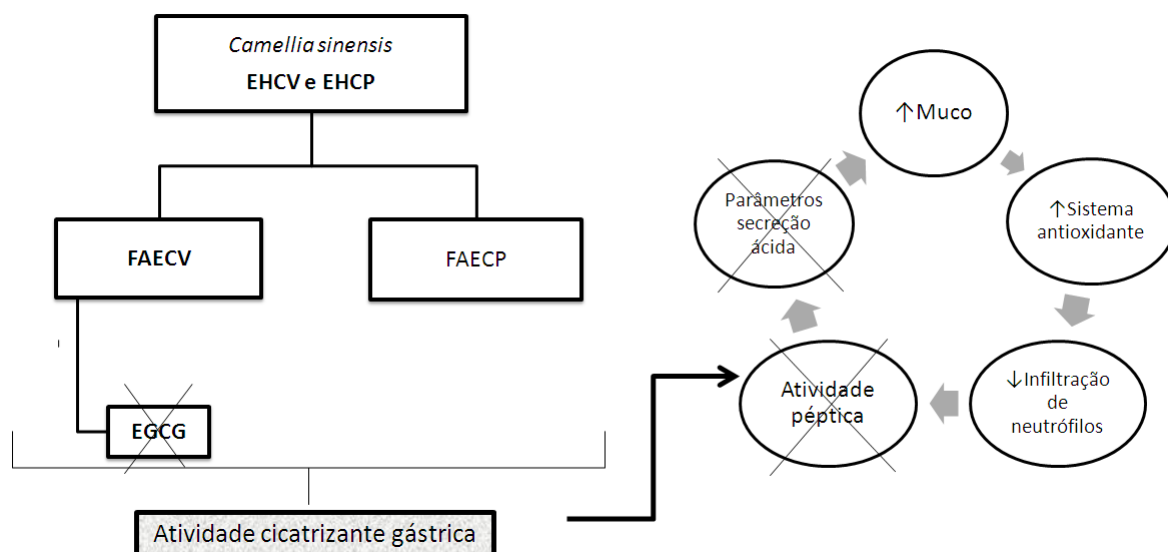 Camellia sinensis
EHCV e EHCP
FAECV
FAECP
EGCG
Atividade cicatrizante gástrica
↑Muco
↑Sistema
antioxidante
↓Infiltração
de
neutrófilos
Atividade
péptica
Parâmetros
secreção
ácida